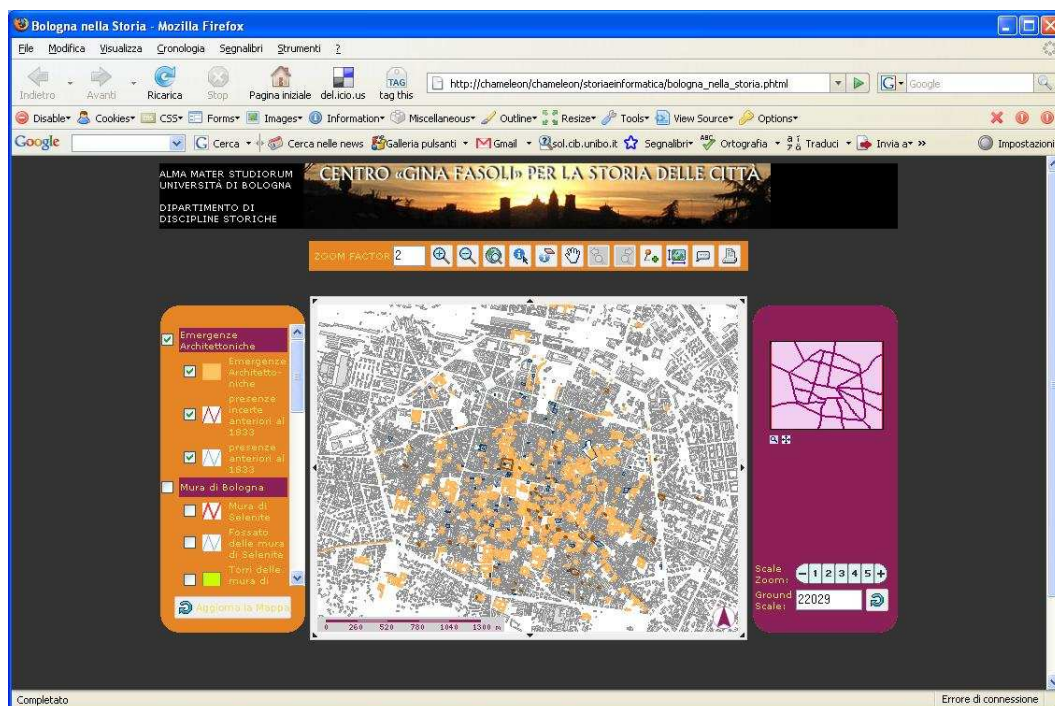 Bologna nella Storia - Mozilla Firefox
File Modifica Visualizza Cronologia Segnalibri Strumenti ?
Indietro Avanti Ricarica Stop Pagina iniziale del.icio.us tag this
TAG
http://chameleon/chameleon/storiaeinformatica/bologna_nella_storia.phtml
G Google
Disable Cookies CSS Forms Images Information Miscellaneous Outline Resize Tools View Source Options
Google G Cerca Cerca nelle news Galleria pulsanti Gmail sol.cib.unibo.it Segnalibri ABC Ortografia Traduci Invia a »
Impostazioni
ALMA MATER STUDIORUM
UNIVERSITÀ DI BOLOGNA
DIPARTIMENTO DI
DISCIPLINE STORICHE
CENTRO «GINA FASOLI» PER LA STORIA DELLE CITTÀ
ZOOM FACTOR 2
Emergenze
Architettoniche
Emergenze
Architetto-
niche
presenze
incerte
anteriori al
1833
presenze
anteriori al
1833
Mura di Bologna
Mura di
Selenite
Fossato
delle mura
di Selenite
Torri delle
mura di
Aggiorna la Mappa
0 260 520 780 1040 1300 m
Scale
Zoom:
- 1 2 3 4 5 +
Ground
Scale:
22029
Completato
Errore di connessione